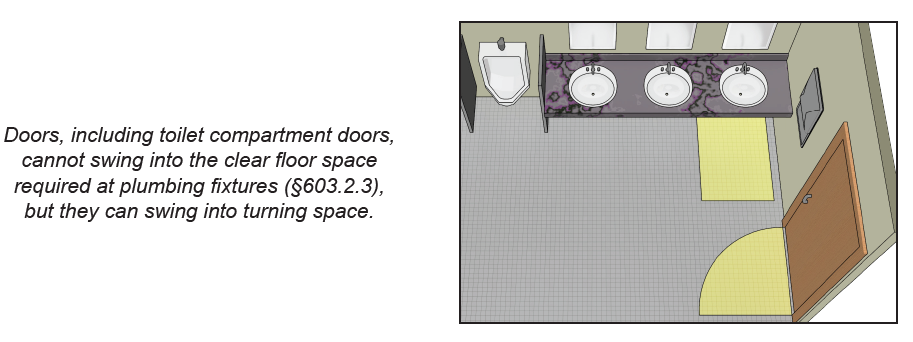 Doors, including toilet compartment doors,
cannot swing into the clear floor space
required at plumbing fixtures (§603.2.3),
but they can swing into turning space.